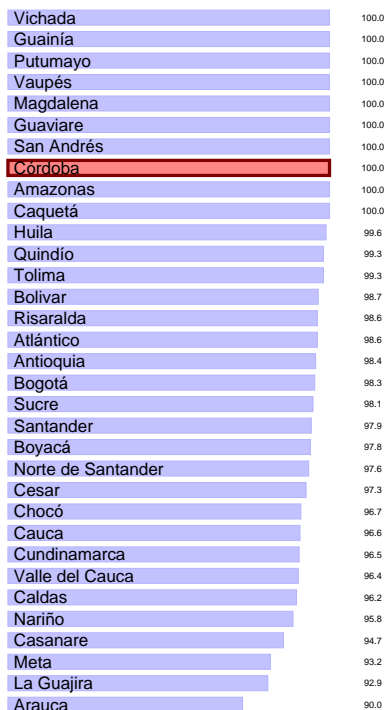 Vichada 100.0
Guainía 100.0
Putumayo 100.0
Vaupés 100.0
Magdalena 100.0
Guaviare 100.0
San Andrés 100.0
Córdoba 100.0
Amazonas 100.0
Caquetá 100.0
Huila 99.6
Quindío 99.3
Tolima 99.3
Bolivar 98.7
Risaralda 98.6
Atlántico 98.6
Antioquia 98.4
Bogotá 98.3
Sucre 98.1
Santander 97.9
Boyacá 97.8
Norte de Santander 97.6
Cesar 97.3
Chocó 96.7
Cauca 96.6
Cundinamarca 96.5
Valle del Cauca 96.4
Caldas 96.2
Nariño 95.8
Casanare 94.7
Meta 93.2
La Guajira 92.9
Arauca 90.0